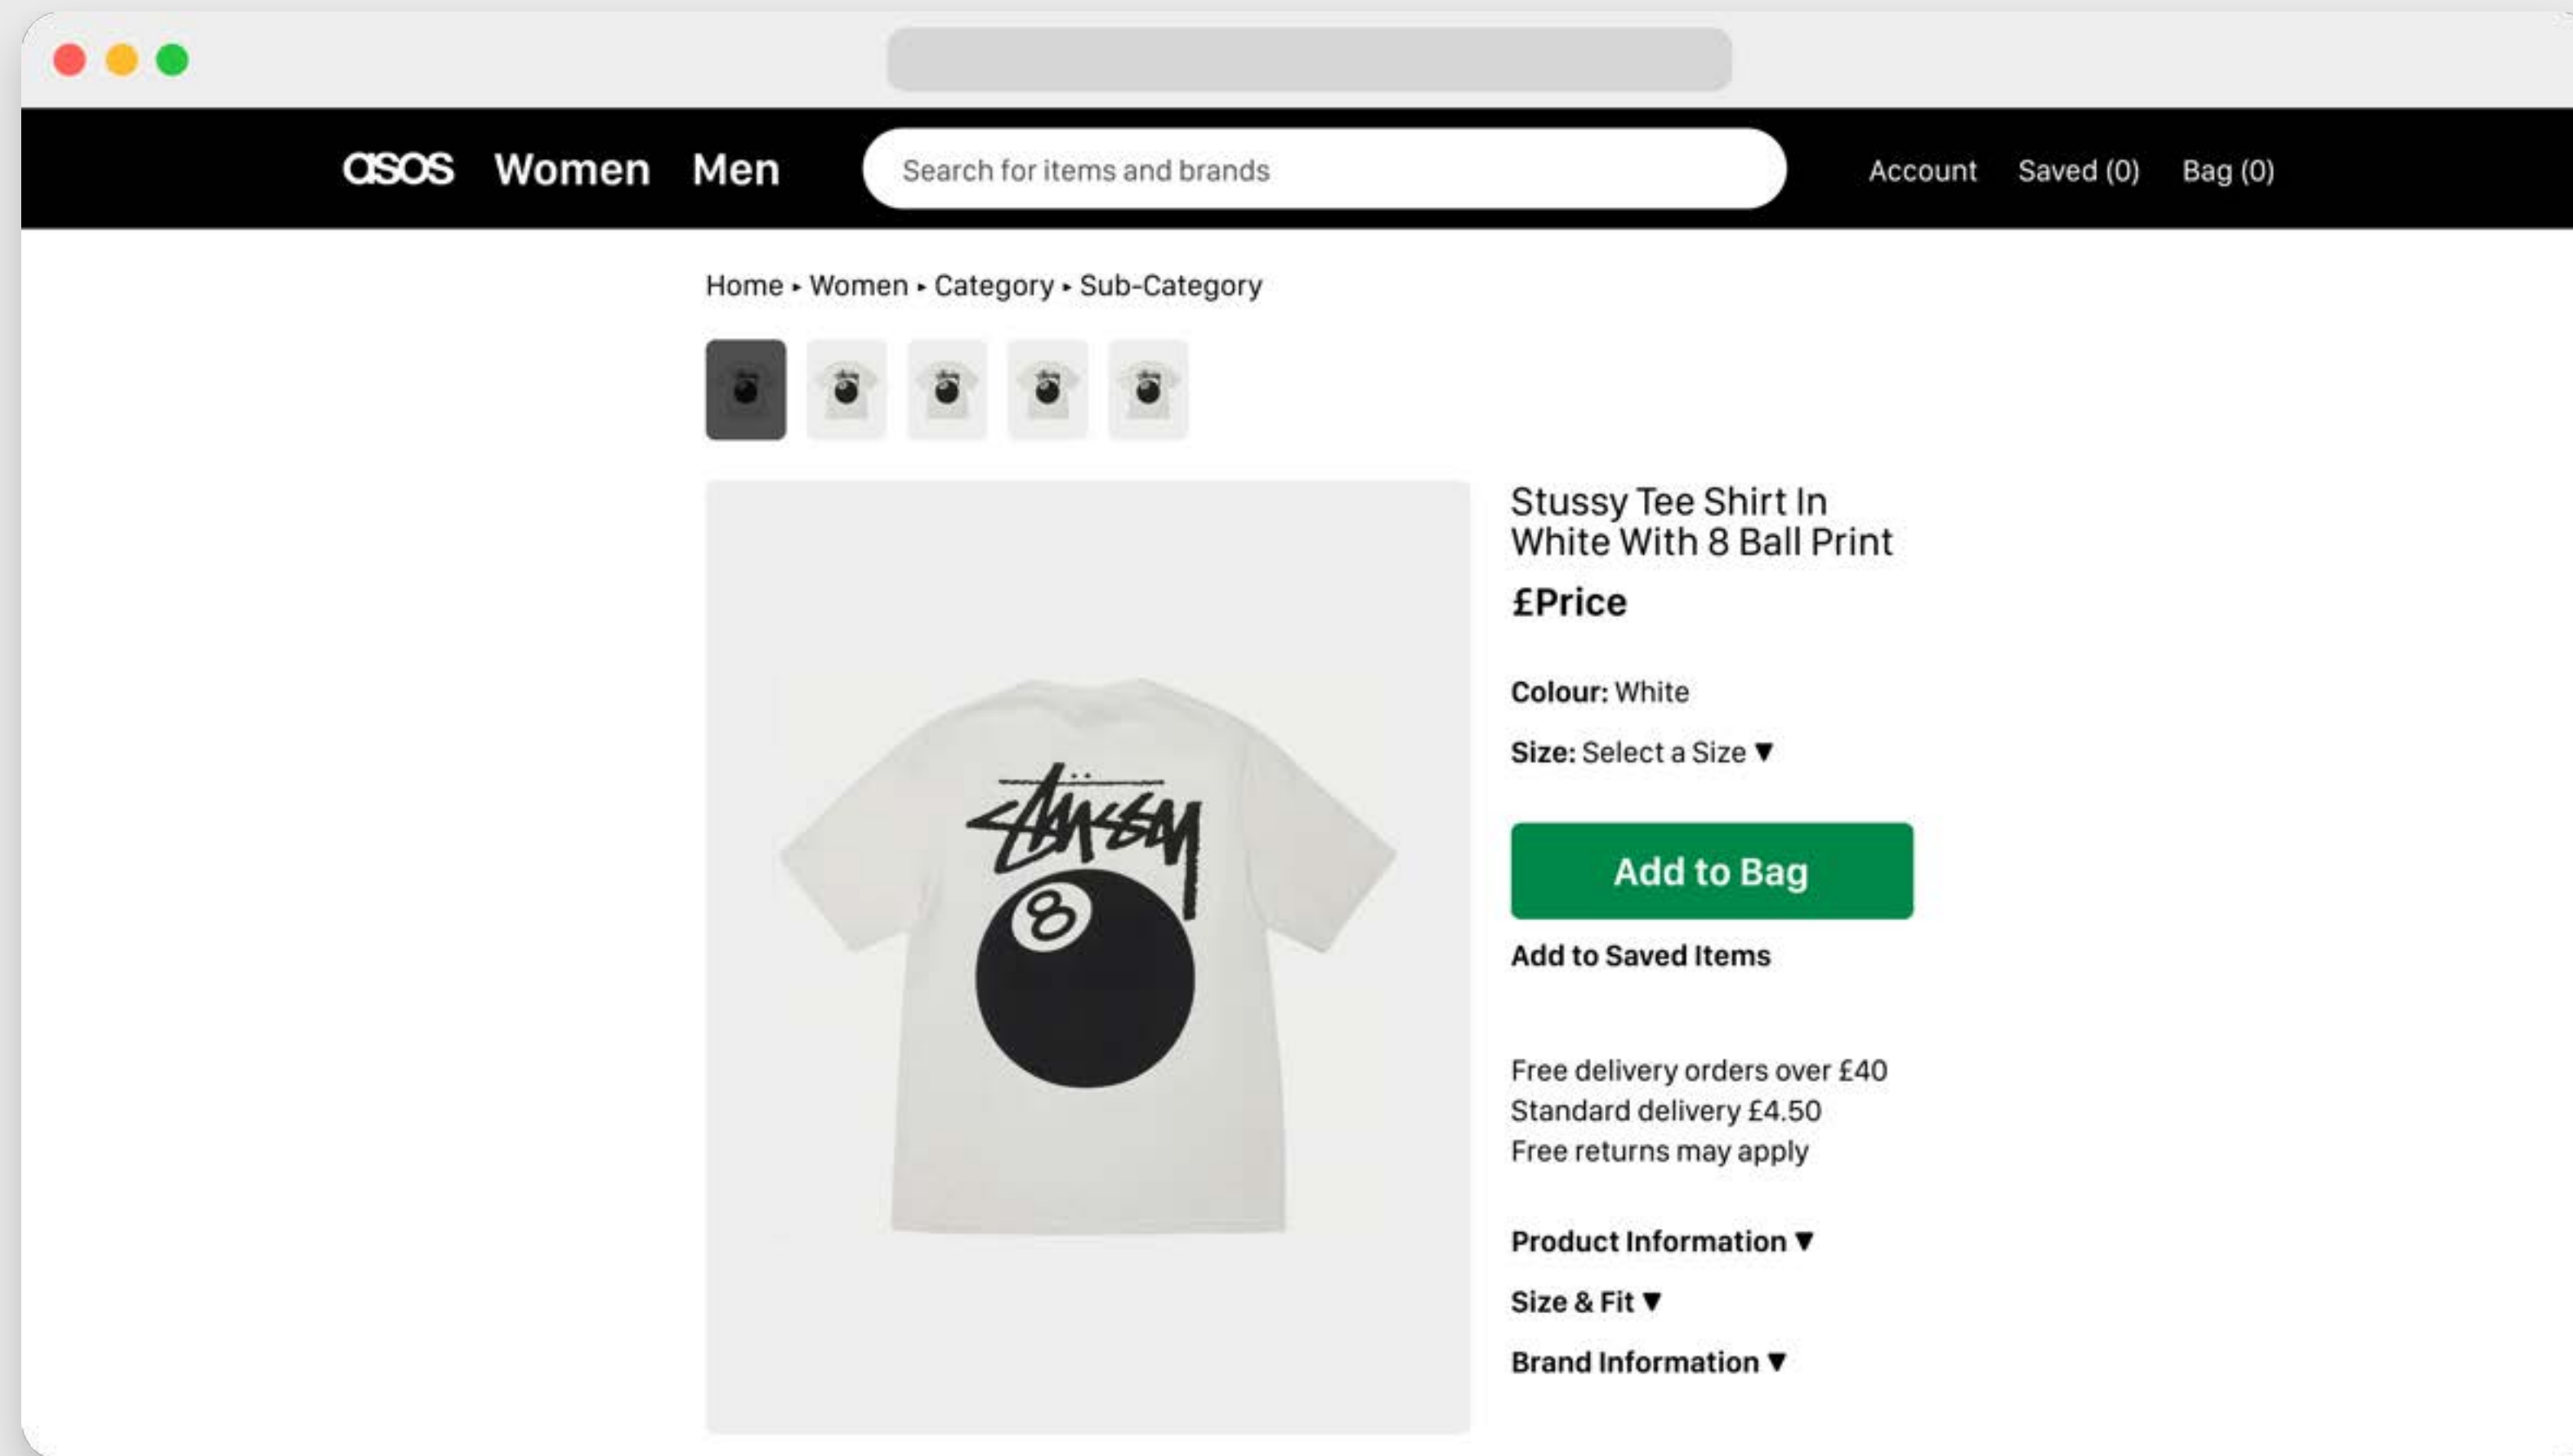 asos Women Men Search for items and brands Account Saved (0) Bag (0)
Home ▸ Women ▸ Category ▸ Sub-Category
Stussy Tee Shirt In
White With 8 Ball Print
£Price
Colour: White
Size: Select a Size ▼
Stüssy
8
Add to Bag
Add to Saved Items
Free delivery orders over £40
Standard delivery £4.50
Free returns may apply
Product Information ▼
Size & Fit ▼
Brand Information ▼